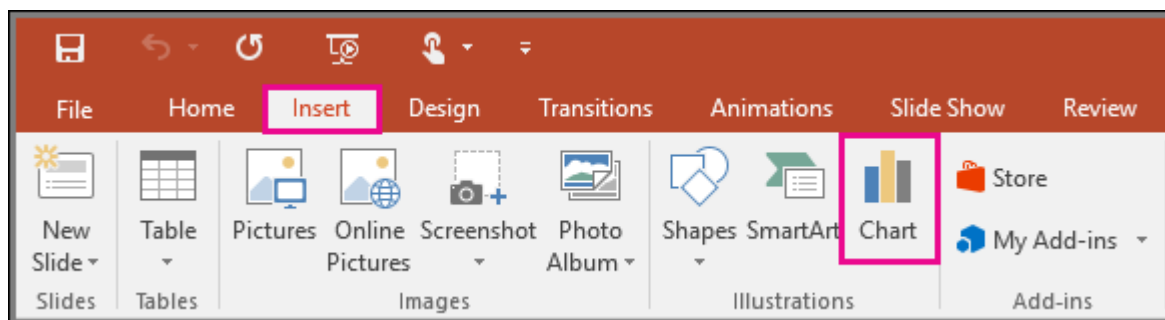 File Home Insert Design Transitions Animations Slide Show Review
New Table Pictures Online Screenshot Photo Shapes SmartArt Chart Store
Slide Pictures Album My Add-ins
Slides Tables Images Illustrations Add-ins